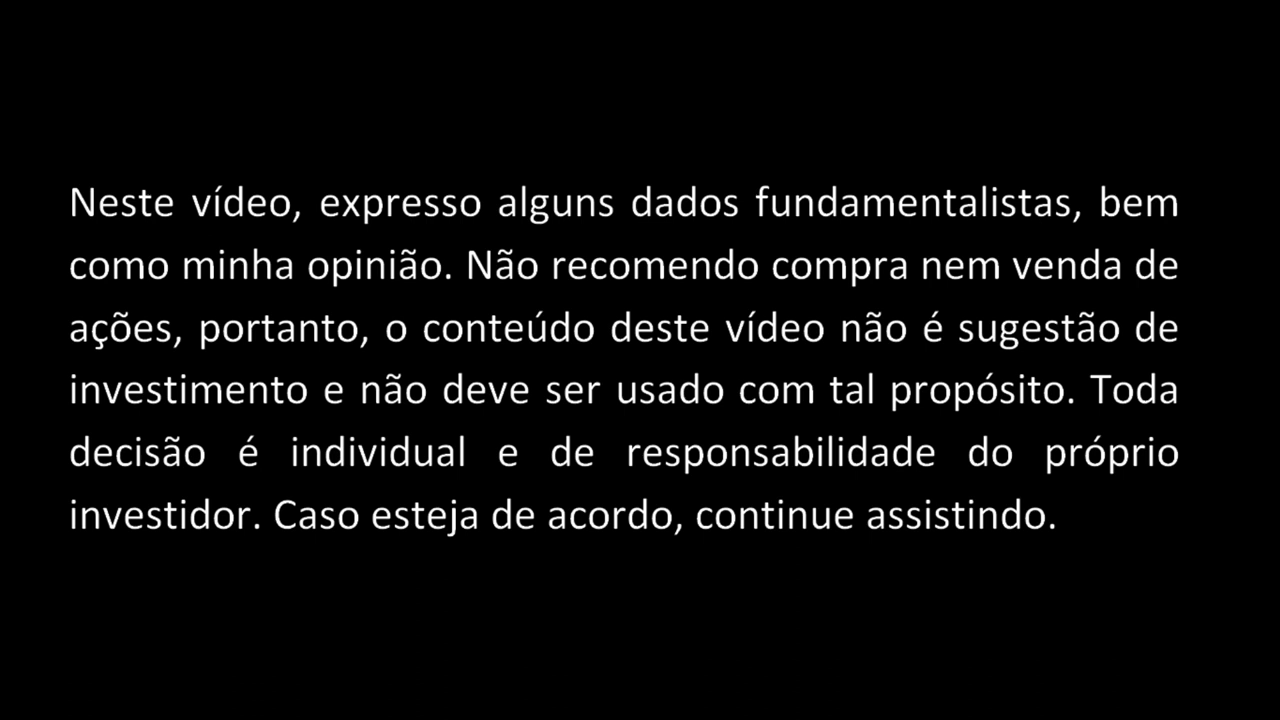 Neste vídeo, expresso alguns dados fundamentalistas, bem
como minha opinião. Não recomendo compra nem venda de
ações, portanto, o conteúdo deste vídeo não é sugestão de
investimento e não deve ser usado com tal propósito. Toda
decisão é individual e de responsabilidade do próprio
investidor. Caso esteja de acordo, continue assistindo.